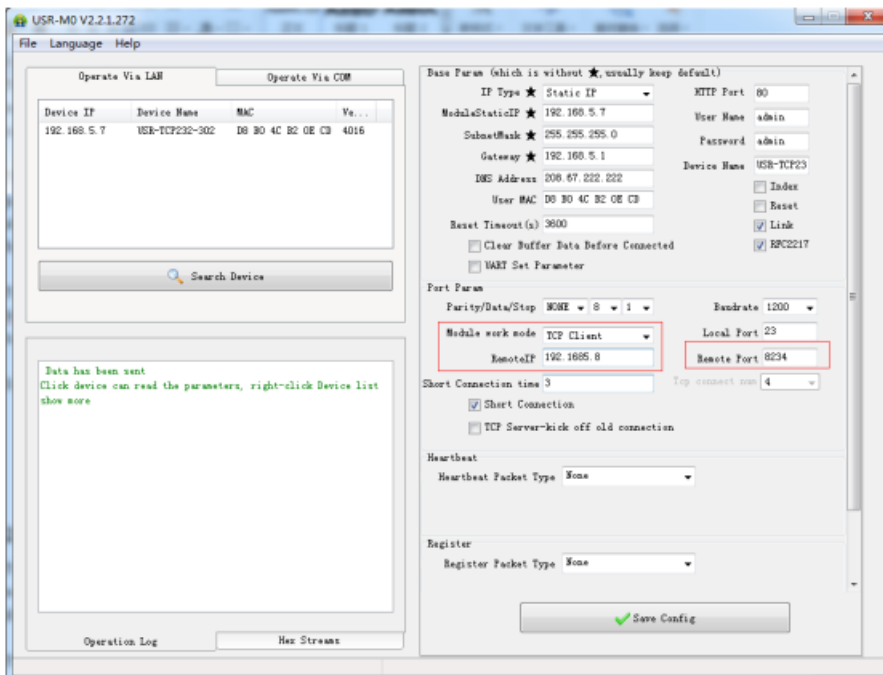 USR-M0 V2.2.1.272
File Language Help
Operate Via LAN Operate Via COM
Device IP Device Name MAC Ve...
192.168.5.7 USR-TCP232-302 D8 B0 4C B2 0E CD 4016
Search Device
Data has been sent
Click device can read the parameters, right-click Device list
show more
Operation Log Hex Streams
Base Param (which is without ★, usually keep default)
IP Type ★ Static IP HTTP Port 80
ModuleStaticIP ★ 192.168.5.7 User Name admin
SubnetMask ★ 255.255.255.0 Password admin
Gateway ★ 192.168.5.1 Device Name USR-TCP23
DNS Address 208.67.222.222 Index
User MAC D8 B0 4C B2 0E CD Reset
Reset Timeout(s) 3600 Link
Clear Buffer Data Before Connected RFC2217
UART Set Parameter
Port Param
Parity/Data/Stop NONE 8 1 Baudrate 1200
Module work mode TCP Client Local Port 23
RemoteIP 192.1685.8 Remote Port 8234
Short Connection time 3 Tcp connect num 4
Short Connection
TCP Server-kick off old connection
Heartbeat
Heartbeat Packet Type None
Register
Register Packet Type None
Save Config